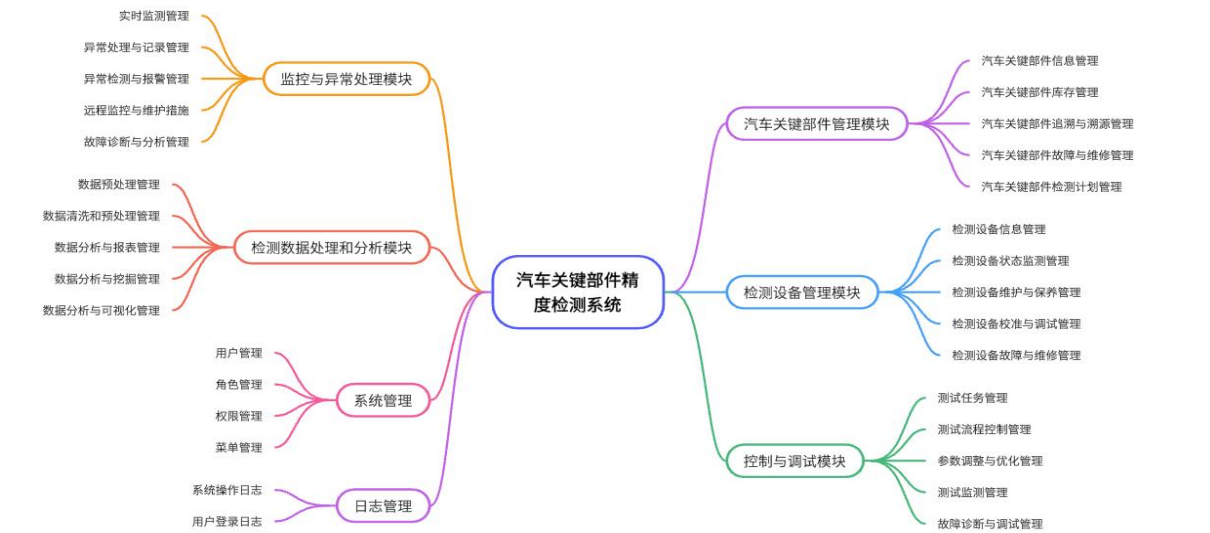 汽车关键部件精
度检测系统
监控与异常处理模块
实时监测管理
异常处理与记录管理
异常检测与报警管理
远程监控与维护措施
故障诊断与分析管理
检测数据处理和分析模块
数据预处理管理
数据清洗和预处理管理
数据分析与报表管理
数据分析与挖掘管理
数据分析与可视化管理
系统管理
用户管理
角色管理
权限管理
菜单管理
日志管理
系统操作日志
用户登录日志
汽车关键部件管理模块
汽车关键部件信息管理
汽车关键部件库存管理
汽车关键部件追溯与溯源管理
汽车关键部件故障与维修管理
汽车关键部件检测计划管理
检测设备管理模块
检测设备信息管理
检测设备状态监测管理
检测设备维护与保养管理
检测设备校准与调试管理
检测设备故障与维修管理
控制与调试模块
测试任务管理
测试流程控制管理
参数调整与优化管理
测试监测管理
故障诊断与调试管理